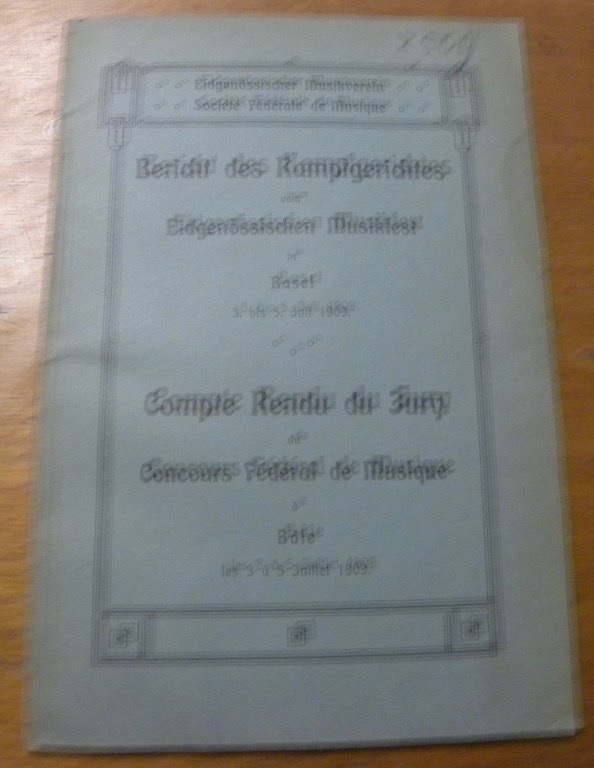 Eidgenössischer Musikverein
Société Fédérale de Musique
Bericht des Kampfgerichtes
vom
Eidgenössischen Musikfest
in
Basel
3. bis 5. Juli 1909.
Compte Rendu du Jury
du
Concours Fédéral de Musique
à
Bâle
les 3 à 5 Juillet 1909.